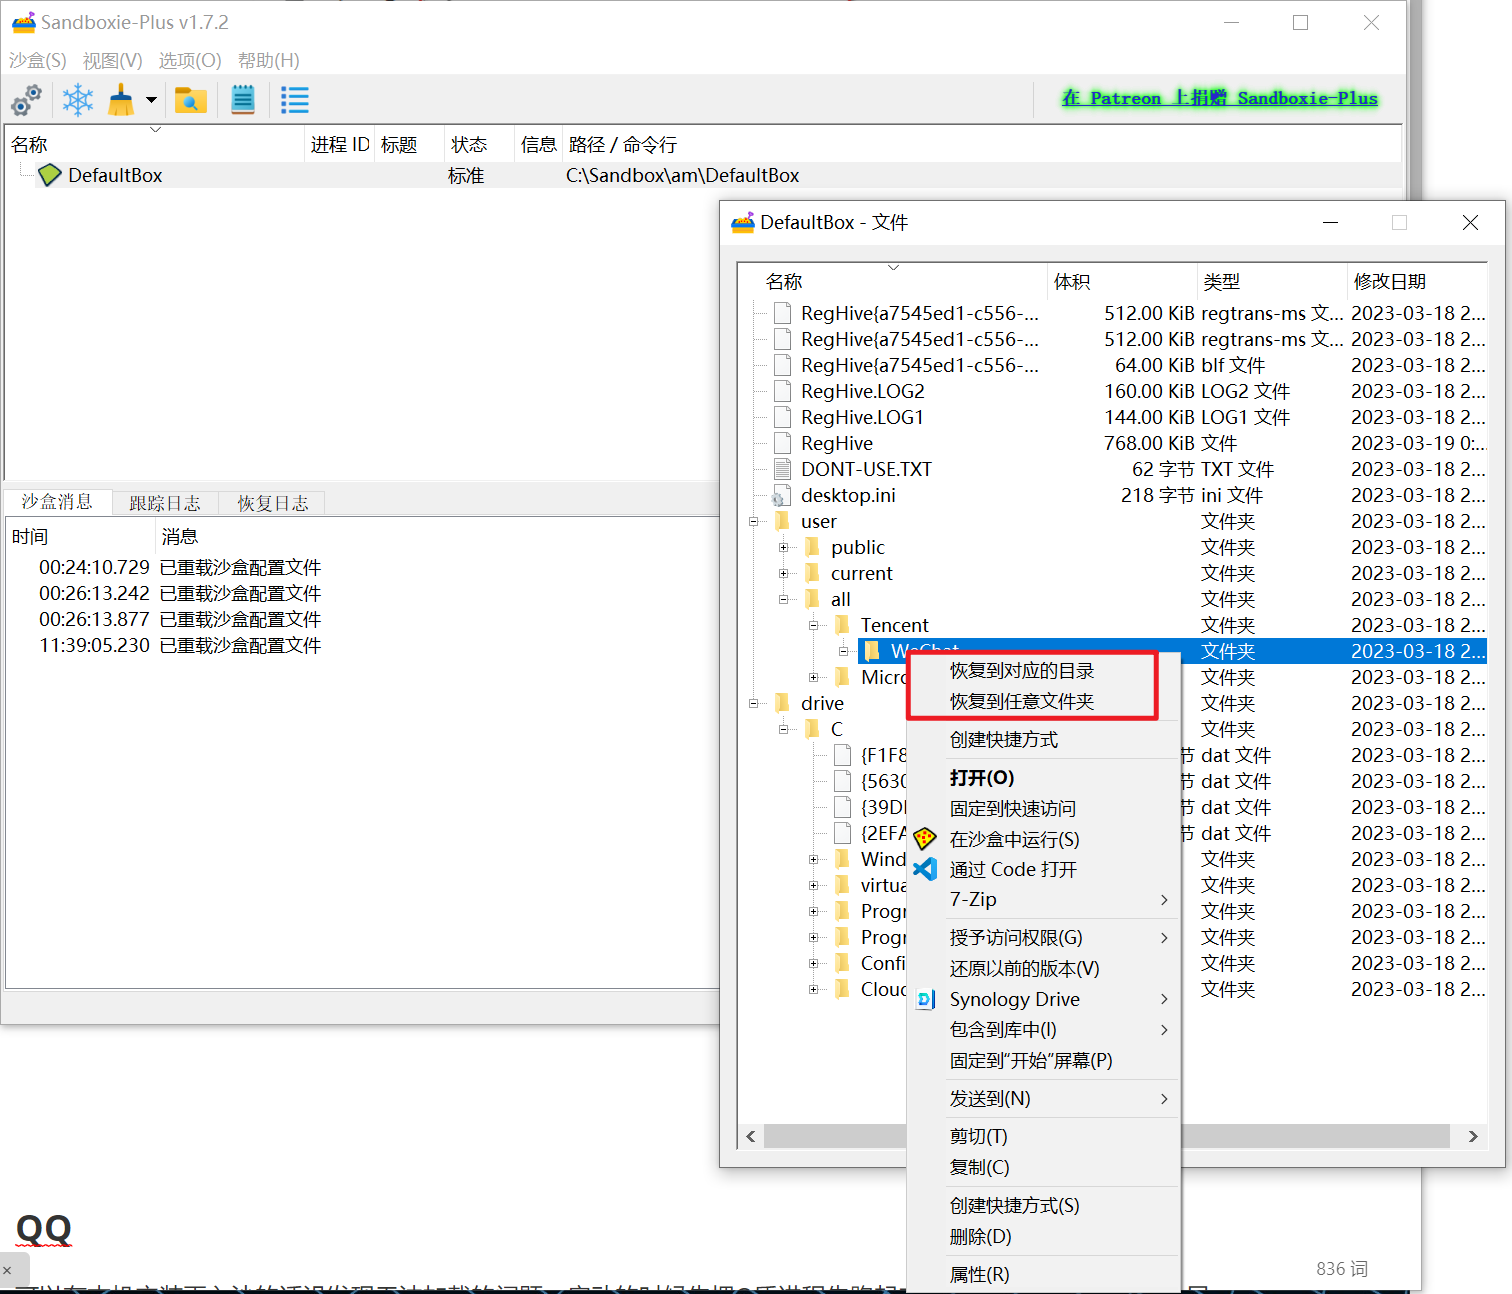 Sandboxie-Plus v1.7.2
沙盒(S) 视图(V) 选项(O) 帮助(H)
在 Patreon 上捐赠 Sandboxie-Plus
名称 进程 ID 标题 状态 信息 路径 / 命令行
DefaultBox 标准 C:\Sandbox\am\DefaultBox
沙盒消息 跟踪日志 恢复日志
时间 消息
00:24:10.729 已重载沙盒配置文件
00:26:13.242 已重载沙盒配置文件
00:26:13.877 已重载沙盒配置文件
11:39:05.230 已重载沙盒配置文件
DefaultBox - 文件
名称 体积 类型 修改日期
RegHive{a7545ed1-c556-... 512.00 KiB regtrans-ms 文... 2023-03-18 2...
RegHive{a7545ed1-c556-... 512.00 KiB regtrans-ms 文... 2023-03-18 2...
RegHive{a7545ed1-c556-... 64.00 KiB blf 文件 2023-03-18 2...
RegHive.LOG2 160.00 KiB LOG2 文件 2023-03-18 2...
RegHive.LOG1 144.00 KiB LOG1 文件 2023-03-18 2...
RegHive 768.00 KiB 文件 2023-03-19 0:...
DONT-USE.TXT 62 字节 TXT 文件 2023-03-18 2...
desktop.ini 218 字节 ini 文件 2023-03-18 2...
user 文件夹 2023-03-18 2...
public 文件夹 2023-03-18 2...
current 文件夹 2023-03-18 2...
all 文件夹 2023-03-18 2...
Tencent 文件夹 2023-03-18 2...
WeChat 文件夹 2023-03-18 2...
Micro 文件夹 2023-03-18 2...
drive 文件夹 2023-03-18 2...
C 文件夹 2023-03-18 2...
{F1F8 节 dat 文件 2023-03-18 2...
{5630 节 dat 文件 2023-03-18 2...
{39D 节 dat 文件 2023-03-18 2...
{2EFA 节 dat 文件 2023-03-18 2...
Wind 文件夹 2023-03-18 2...
virtua 文件夹 2023-03-18 2...
Progr 文件夹 2023-03-18 2...
Progr 文件夹 2023-03-18 2...
Confi 文件夹 2023-03-18 2...
Cloud 文件夹 2023-03-18 2...
恢复到对应的目录
恢复到任意文件夹
创建快捷方式
打开(O)
固定到快速访问
在沙盒中运行(S)
通过 Code 打开
7-Zip
授予访问权限(G)
还原以前的版本(V)
Synology Drive
包含到库中(I)
固定到“开始”屏幕(P)
发送到(N)
剪切(T)
复制(C)
创建快捷方式(S)
删除(D)
属性(R)
QQ
836 词